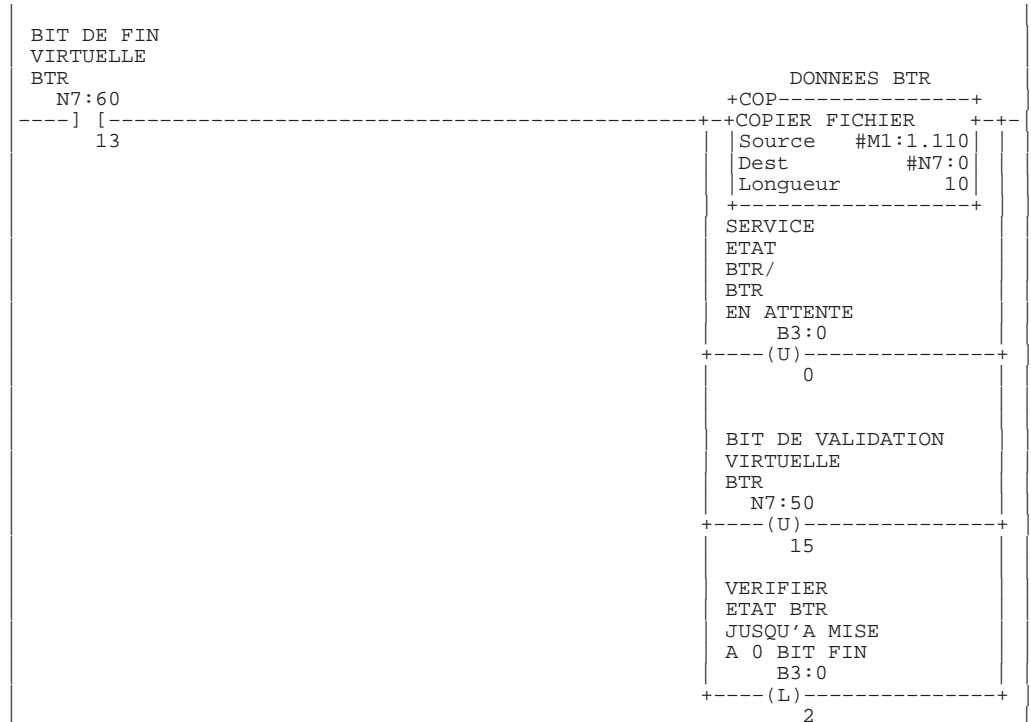 BIT DE FIN
VIRTUELLE
BTR
DONNEES BTR
N7:60
+COP---------------+
----] [--------------------------------------------+-+COPIER FICHIER +-+-
13
Source #M1:1.110
Dest #N7:0
Longueur 10
+------------------+
SERVICE
ETAT
BTR/
BTR
EN ATTENTE
B3:0
+----(U)---------------+
0
BIT DE VALIDATION
VIRTUELLE
BTR
N7:50
+----(U)---------------+
15
VERIFIER
ETAT BTR
JUSQU'A MISE
A 0 BIT FIN
B3:0
+----(L)---------------+
2